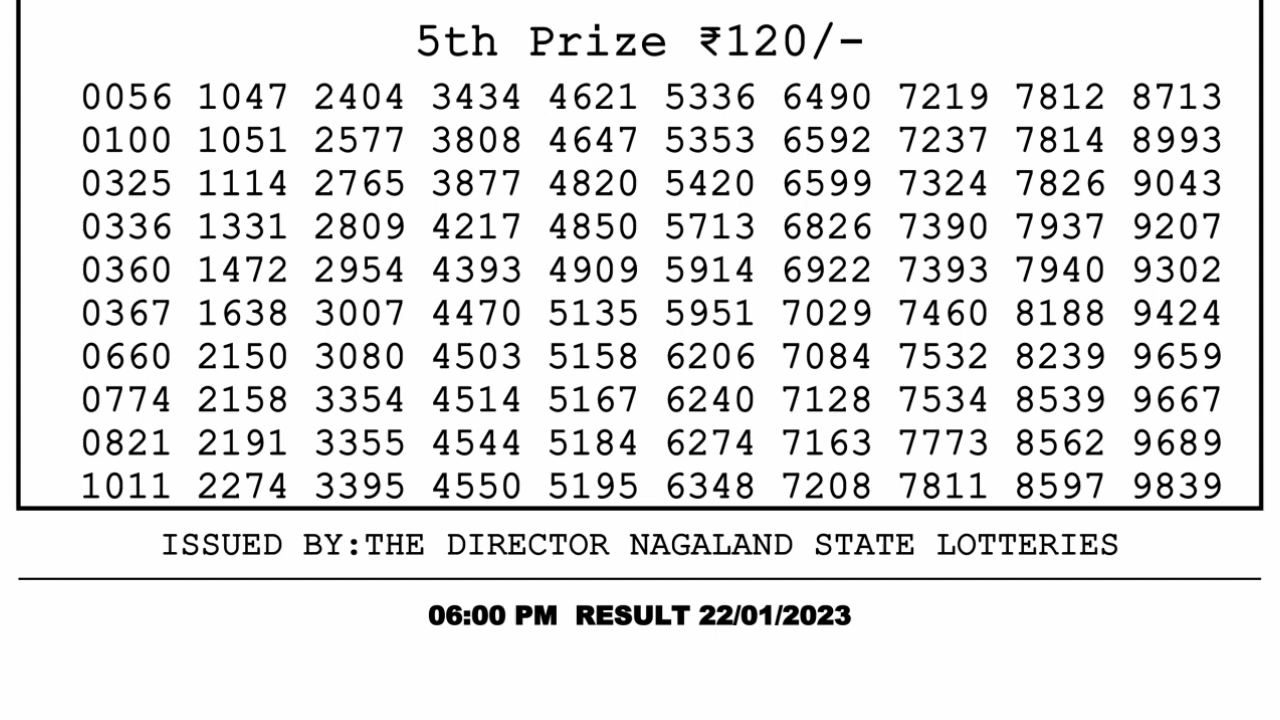 5th Prize ₹120/-
0056 1047 2404 3434 4621 5336 6490 7219 7812 8713
0100 1051 2577 3808 4647 5353 6592 7237 7814 8993
0325 1114 2765 3877 4820 5420 6599 7324 7826 9043
0336 1331 2809 4217 4850 5713 6826 7390 7937 9207
0360 1472 2954 4393 4909 5914 6922 7393 7940 9302
0367 1638 3007 4470 5135 5951 7029 7460 8188 9424
0660 2150 3080 4503 5158 6206 7084 7532 8239 9659
0774 2158 3354 4514 5167 6240 7128 7534 8539 9667
0821 2191 3355 4544 5184 6274 7163 7773 8562 9689
1011 2274 3395 4550 5195 6348 7208 7811 8597 9839
ISSUED BY:THE DIRECTOR NAGALAND STATE LOTTERIES
06:00 PM RESULT 22/01/2023